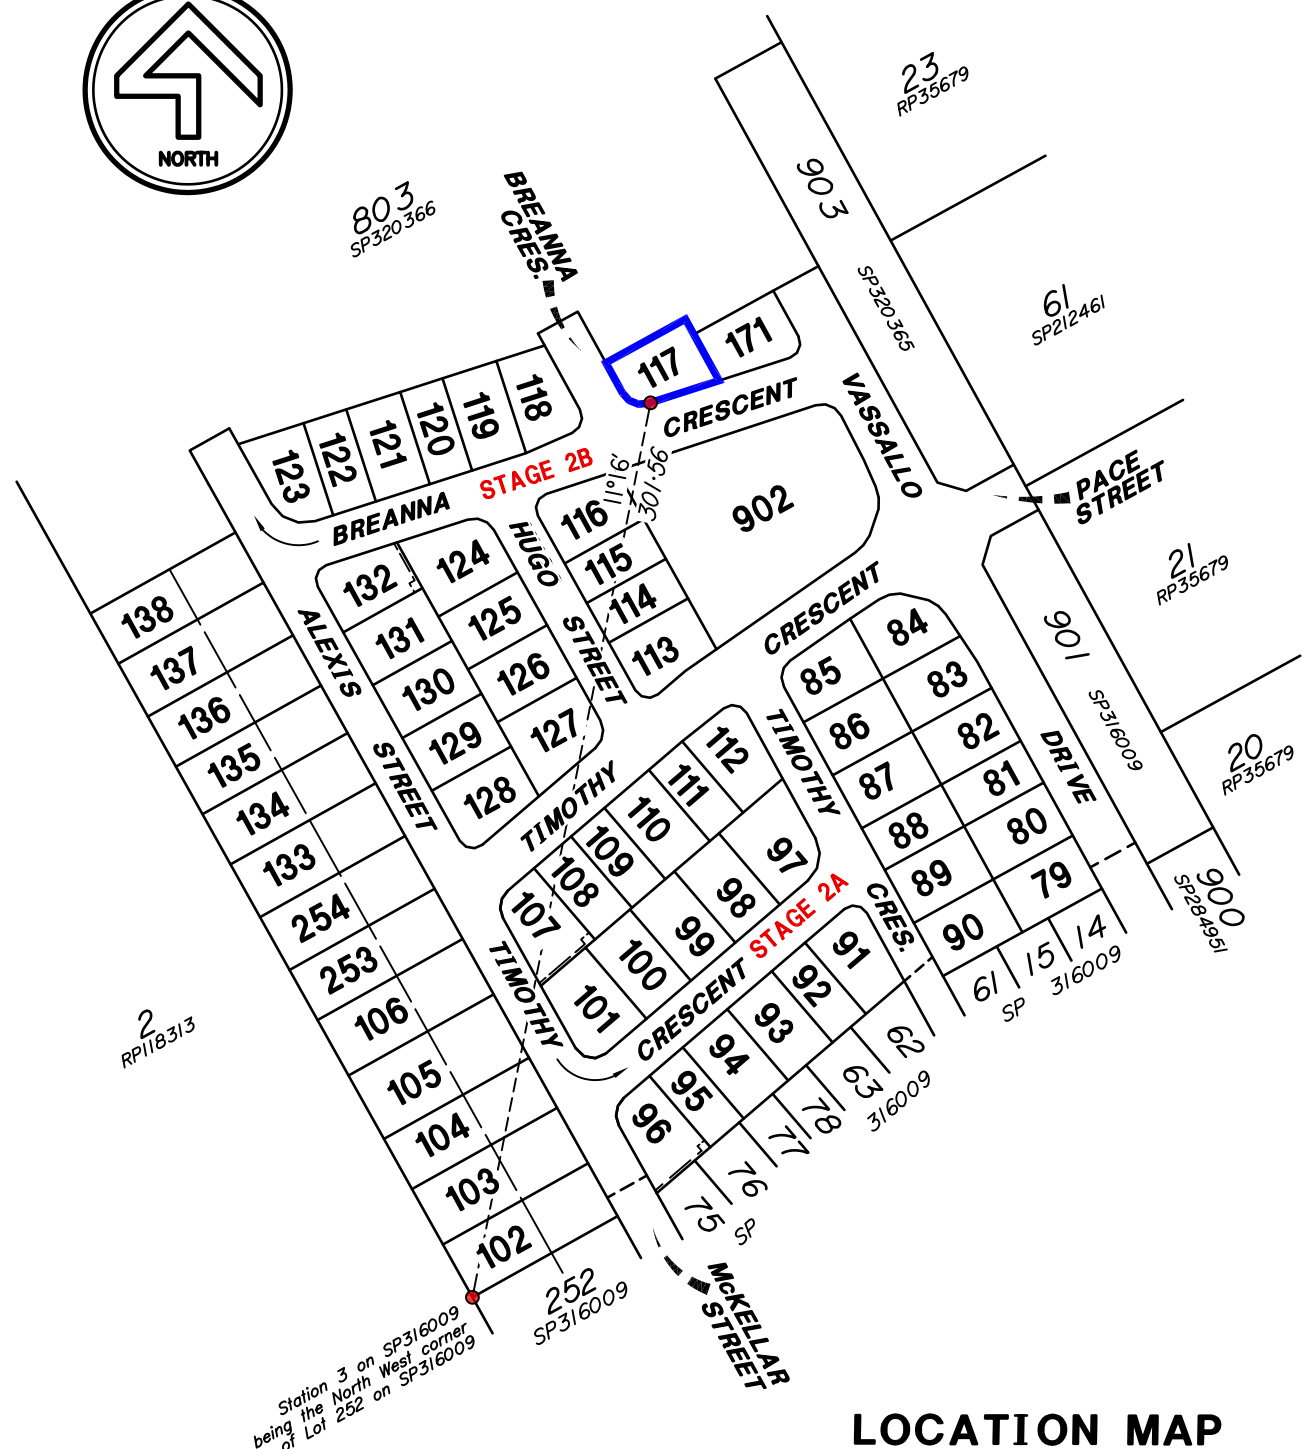 NORTH
23
RP35679
803
SP320366
BREANNA
CRES.
903
SP320365
61
SP212461
117
171
CRESCENT
VASSALLO
118
119
120
121
122
123
STAGE 2B
BREANNA
11°16'
301·56
902
PACE
STREET
21
RP35679
116
115
114
113
HUGO
STREET
132
124
131
125
130
126
129
127
128
ALEXIS
STREET
138
137
136
135
134
133
254
253
106
105
104
103
102
CRESCENT
84
85
83
86
82
87
81
88
80
89
79
90
901
SP316009
DRIVE
20
RP35679
900
SP284951
TIMOTHY
CRES.
TIMOTHY
112
111
110
109
108
107
97
98
99
100
101
STAGE 2A
CRESCENT
TIMOTHY
91
92
93
94
95
96
61
15
14
SP
316009
62
63
78
77
76
75
SP
316009
2
RP118313
252
SP316009
McKELLAR
STREET
Station 3 on SP316009
being the North West corner
of Lot 252 on SP316009
LOCATION MAP